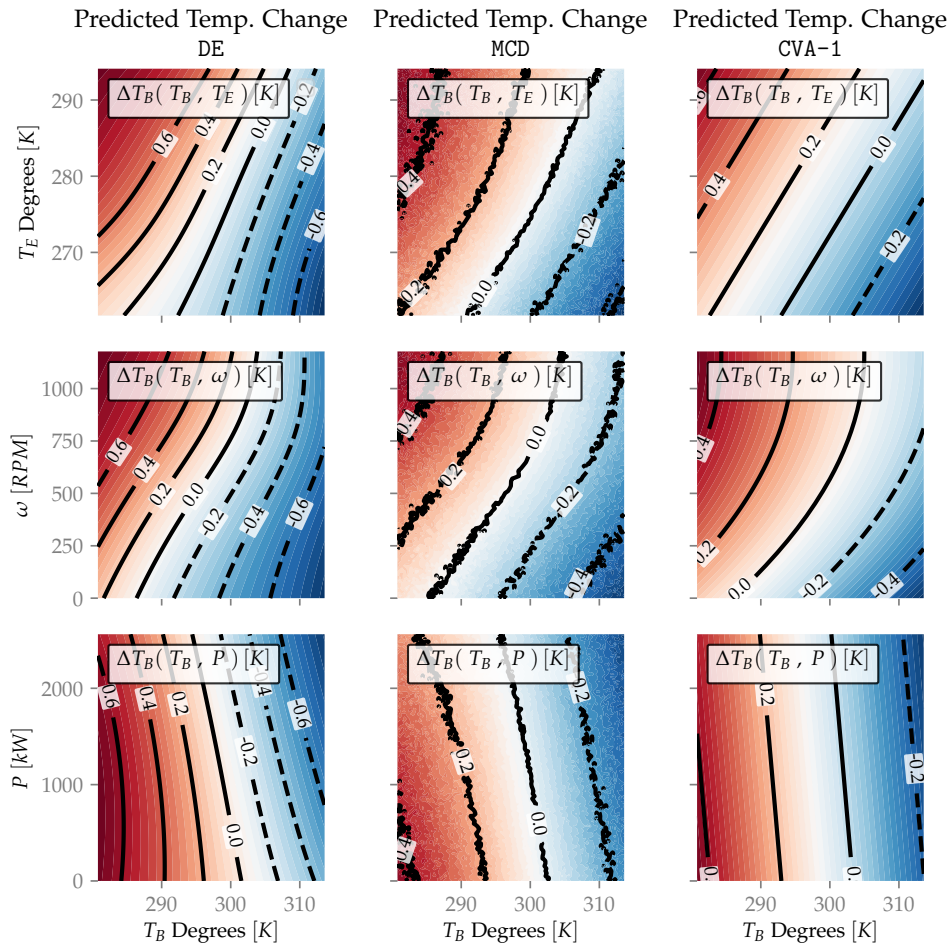 Predicted Temp. Change Predicted Temp. Change Predicted Temp. Change
DE MCD CVA-1
ΔT_B( T_B , T_E ) [K] ΔT_B( T_B , T_E ) [K] ΔT_B( T_B , T_E ) [K]
T_E Degrees [K]
290
280
270
0.6 0.4 0.2 0.0 -0.2 -0.4 -0.6
0.4 0.2 0.0 -0.2
0.4 0.2 0.0 -0.2
ΔT_B( T_B , ω ) [K] ΔT_B( T_B , ω ) [K] ΔT_B( T_B , ω ) [K]
ω [RPM]
1000
750
500
250
0
0.6 0.4 0.2 0.0 -0.2 -0.4 -0.6
0.4 0.2 0.0 -0.2 -0.4
0.4 0.2 0.0 -0.2 -0.4
ΔT_B( T_B , P ) [K] ΔT_B( T_B , P ) [K] ΔT_B( T_B , P ) [K]
P [kW]
2000
1000
0
0.6 0.4 0.2 0.0 -0.2 -0.4 -0.6
0.4 0.2 0.0
0.2 -0.2
290 300 310 290 300 310 290 300 310
T_B Degrees [K] T_B Degrees [K] T_B Degrees [K]